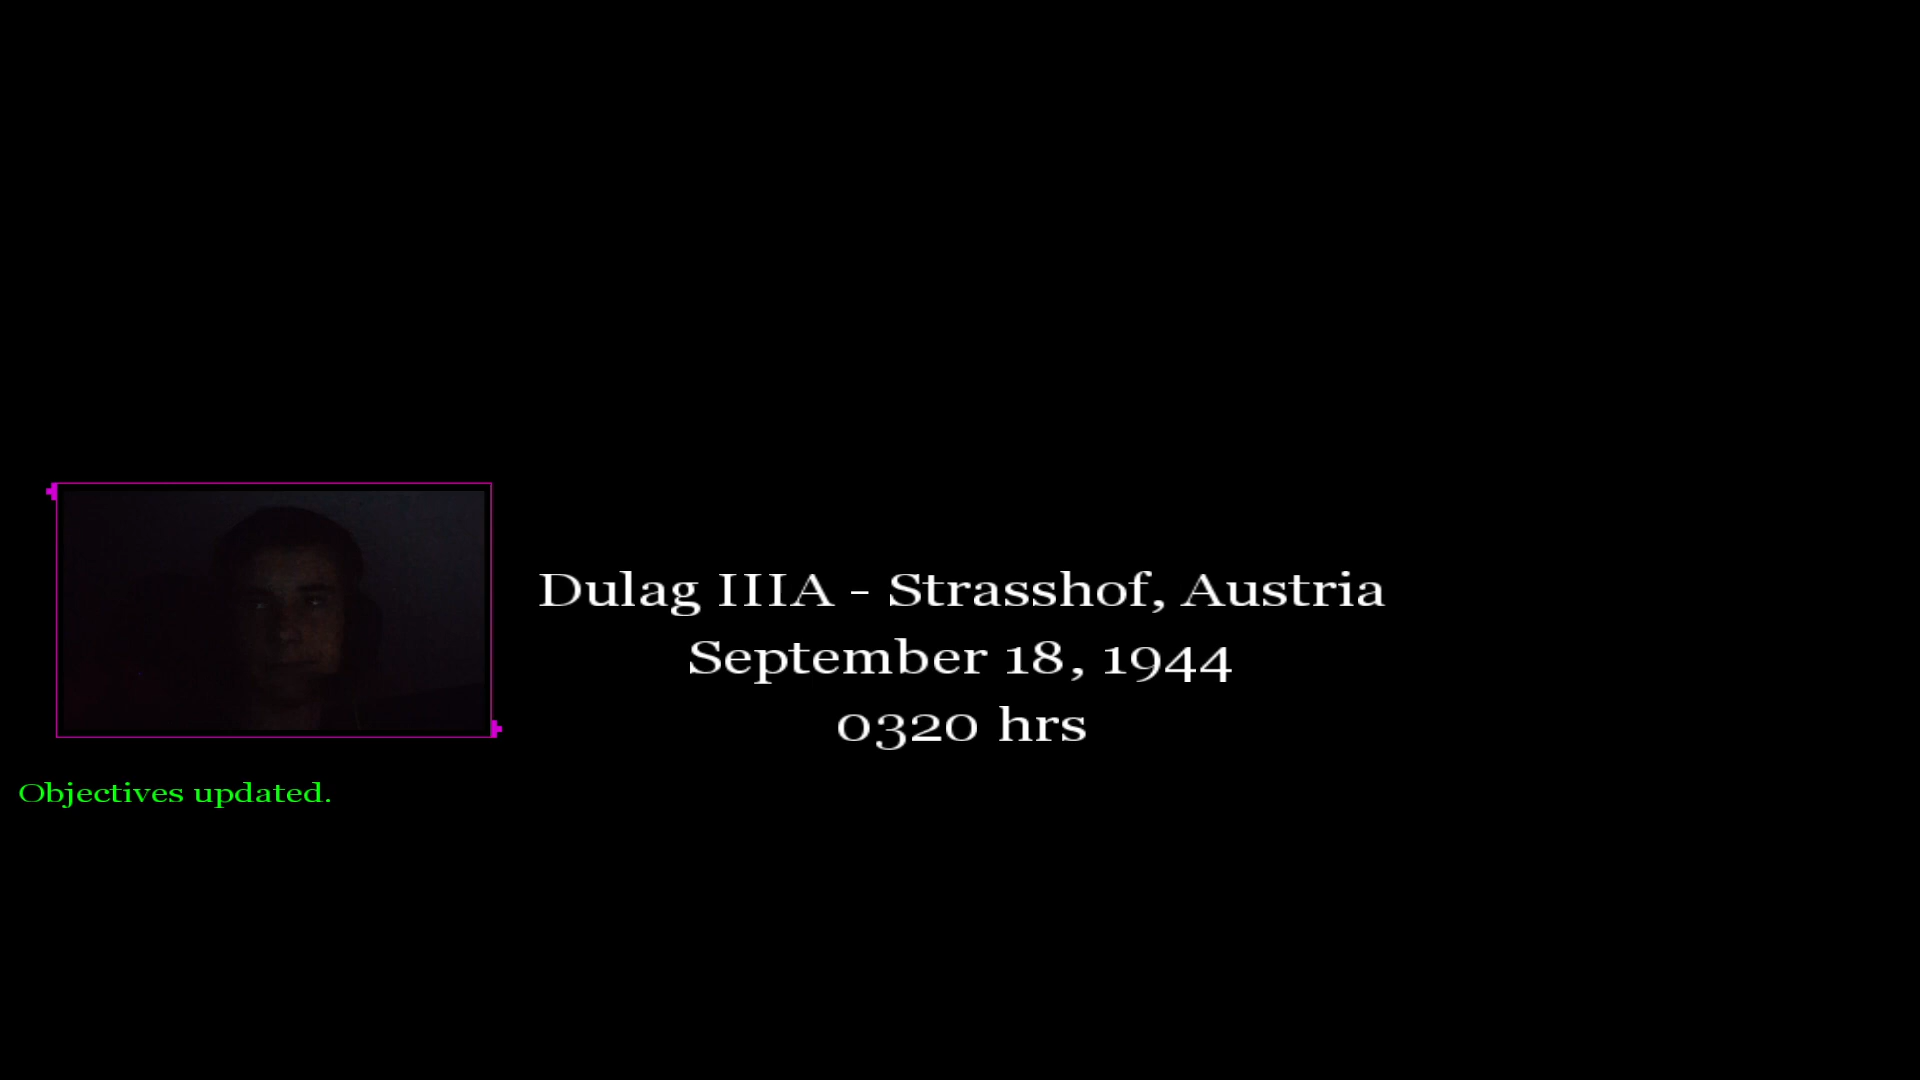 Dulag IIIA - Strasshof, Austria
September 18, 1944
0320 hrs
Objectives updated.